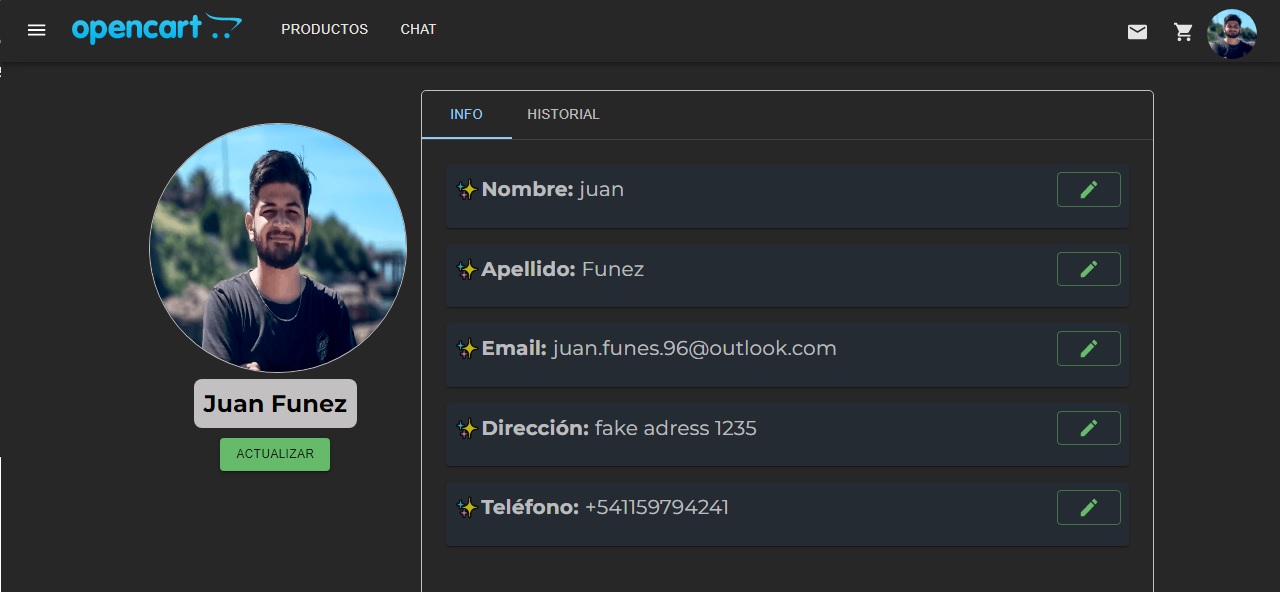 opencart
PRODUCTOS
CHAT
INFO
HISTORIAL
Nombre: juan
Apellido: Funez
Email: juan.funes.96@outlook.com
Dirección: fake adress 1235
Teléfono: +541159794241
Juan Funez
ACTUALIZAR